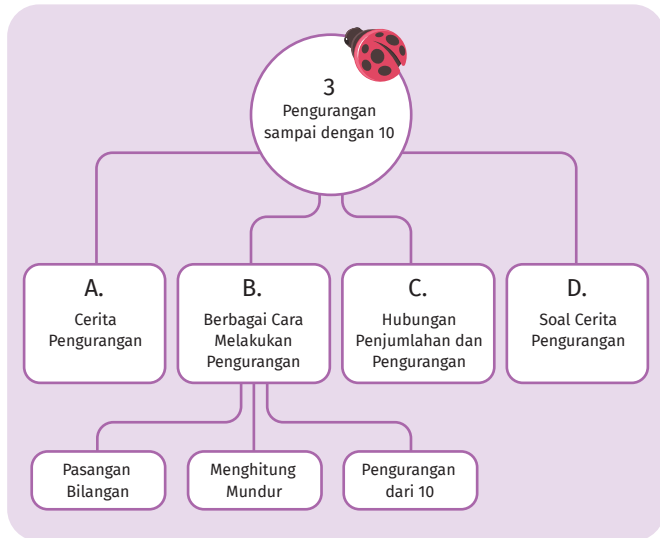 3
Pengurangan
sampai dengan 10
A.
Cerita
Pengurangan
B.
Berbagai Cara
Melakukan
Pengurangan
C.
Hubungan
Penjumlahan dan
Pengurangan
D.
Soal Cerita
Pengurangan
Pasangan
Bilangan
Menghitung
Mundur
Pengurangan
dari 10